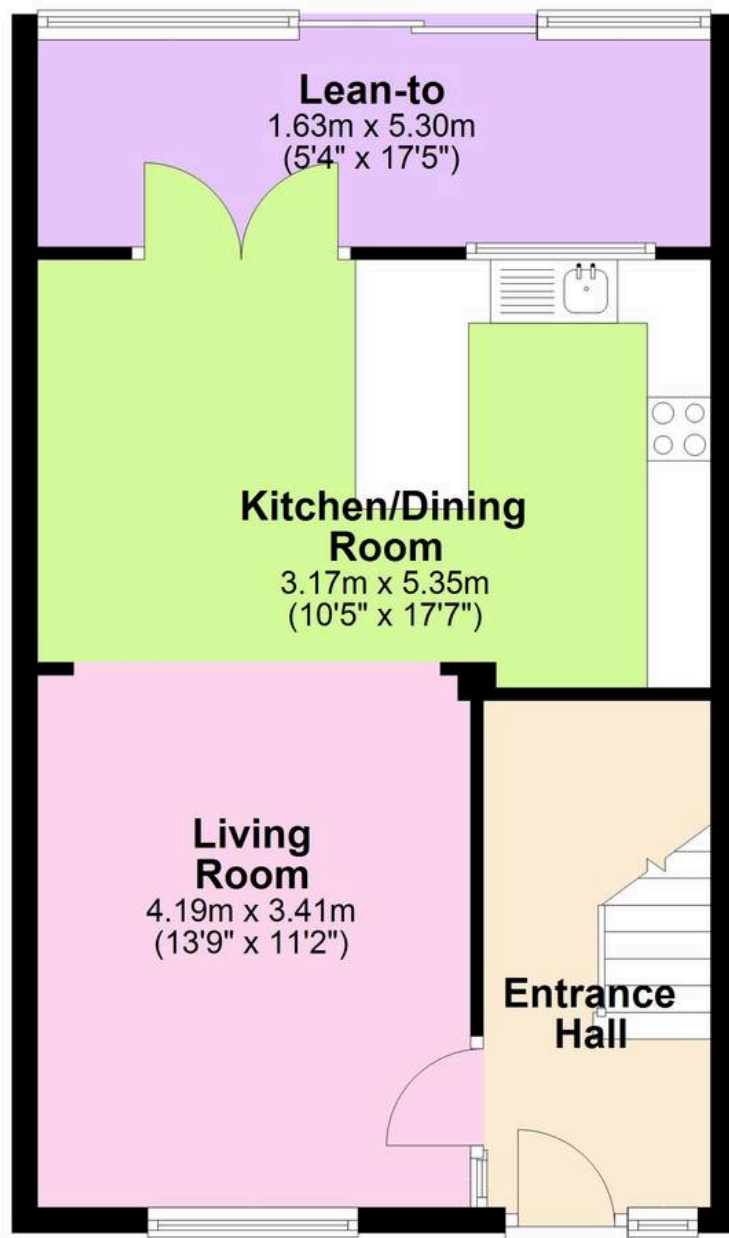 Lean-to
1.63m x 5.30m
(5'4" x 17'5")
Kitchen/Dining
Room
3.17m x 5.35m
(10'5" x 17'7")
Living
Room
4.19m x 3.41m
(13'9" x 11'2")
Entrance
Hall